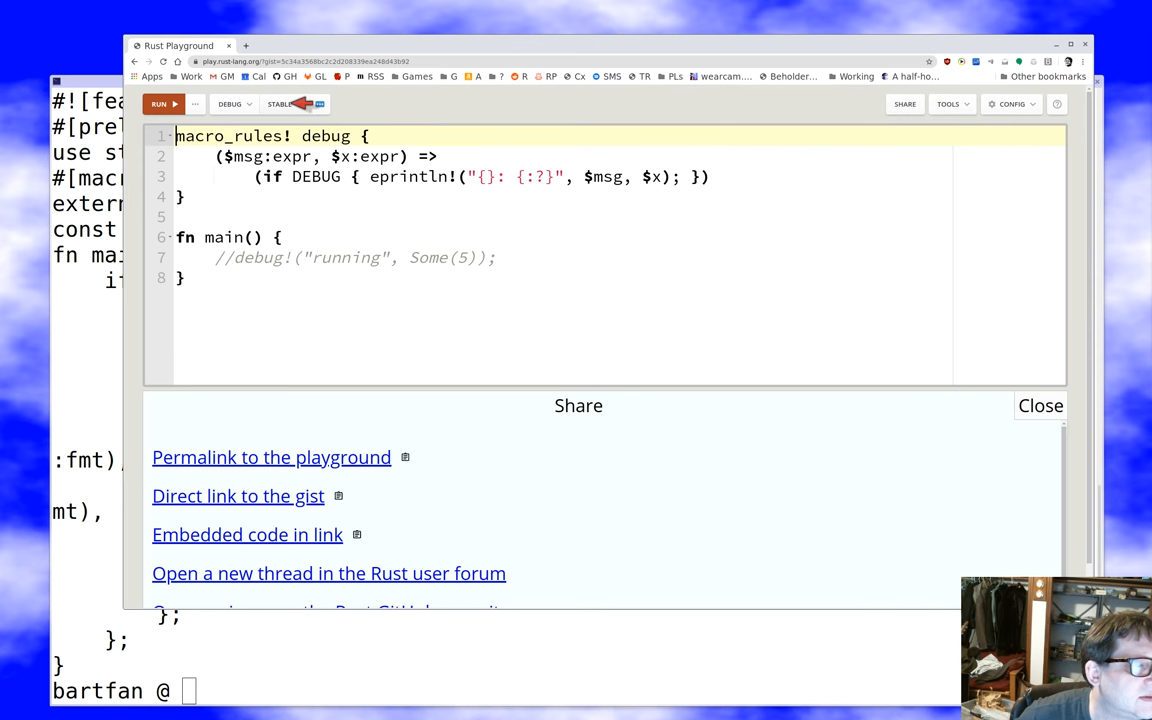 Rust Playground
play.rust-lang.org/?gist=5c34a3568bc2c2d208339ea248d43b92
Apps Work GM Cal GH GL P RSS Games G A ? R RP Cx SMS TR PLs wearcam.... Beholder... Working A half-ho... Other bookmarks
RUN ... DEBUG STABLE SHARE TOOLS CONFIG
1 macro_rules! debug {
2 ($msg:expr, $x:expr) =>
3 (if DEBUG { eprintln!("{}: {:?}", $msg, $x); })
4 }
5
6 fn main() {
7 //debug!("running", Some(5));
8 }
Share Close
Permalink to the playground
Direct link to the gist
Embedded code in link
Open a new thread in the Rust user forum
#![fea
#[prel
use st
#[macr
extern
const
fn mai
if
:fmt),
mt),
};
};
}
bartfan @